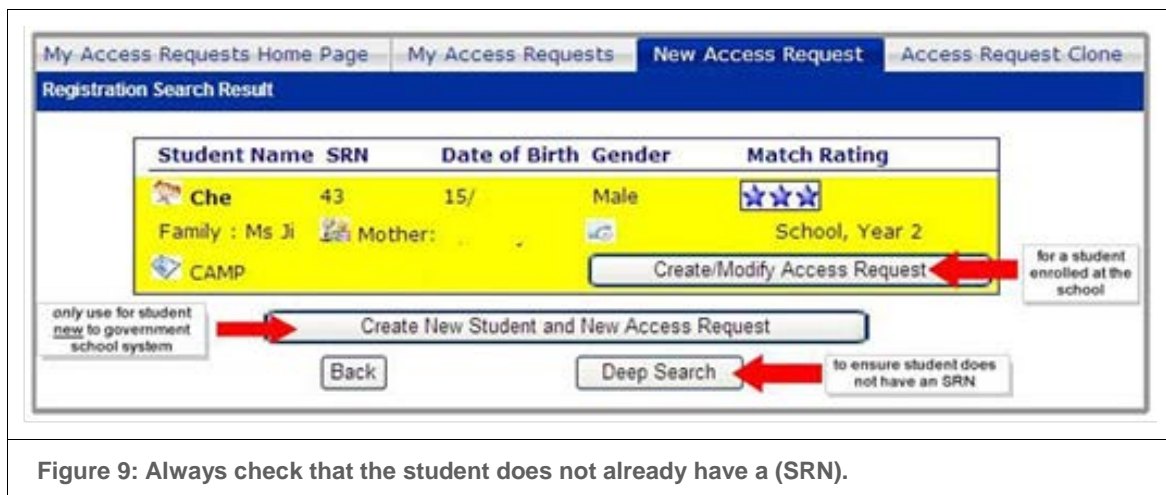 My Access Requests Home Page My Access Requests New Access Request Access Request Clone
Registration Search Result
Student Name SRN Date of Birth Gender Match Rating
Che 43 15/ Male
Family : Ms Ji Mother: School, Year 2
CAMP Create/Modify Access Request
for a student
enrolled at the
school
only use for student
new to government
school system
Create New Student and New Access Request
Back Deep Search
to ensure student does
not have an SRN
Figure 9: Always check that the student does not already have a (SRN).